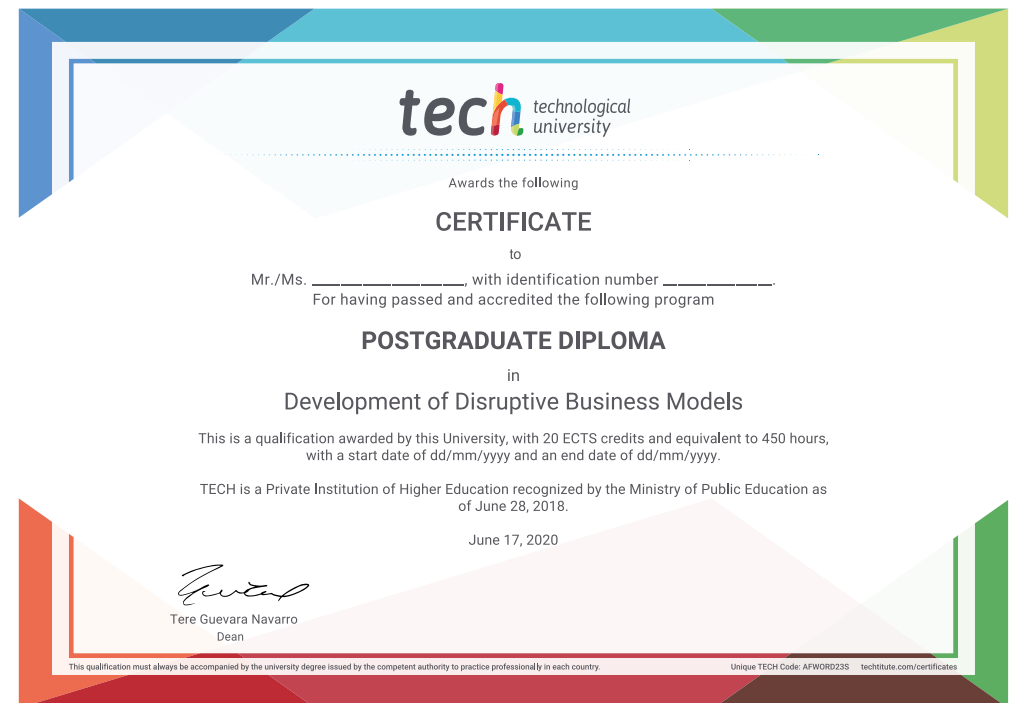 tech technological
university
Awards the following
CERTIFICATE
to
Mr./Ms. _________________, with identification number _____________.
For having passed and accredited the following program
POSTGRADUATE DIPLOMA
in
Development of Disruptive Business Models
This is a qualification awarded by this University, with 20 ECTS credits and equivalent to 450 hours,
with a start date of dd/mm/yyyy and an end date of dd/mm/yyyy.
TECH is a Private Institution of Higher Education recognized by the Ministry of Public Education as
of June 28, 2018.
June 17, 2020
Tere Guevara Navarro
Dean
This qualification must always be accompanied by the university degree issued by the competent authority to practice professionally in each country. Unique TECH Code: AFWORD23S techtitute.com/certificates